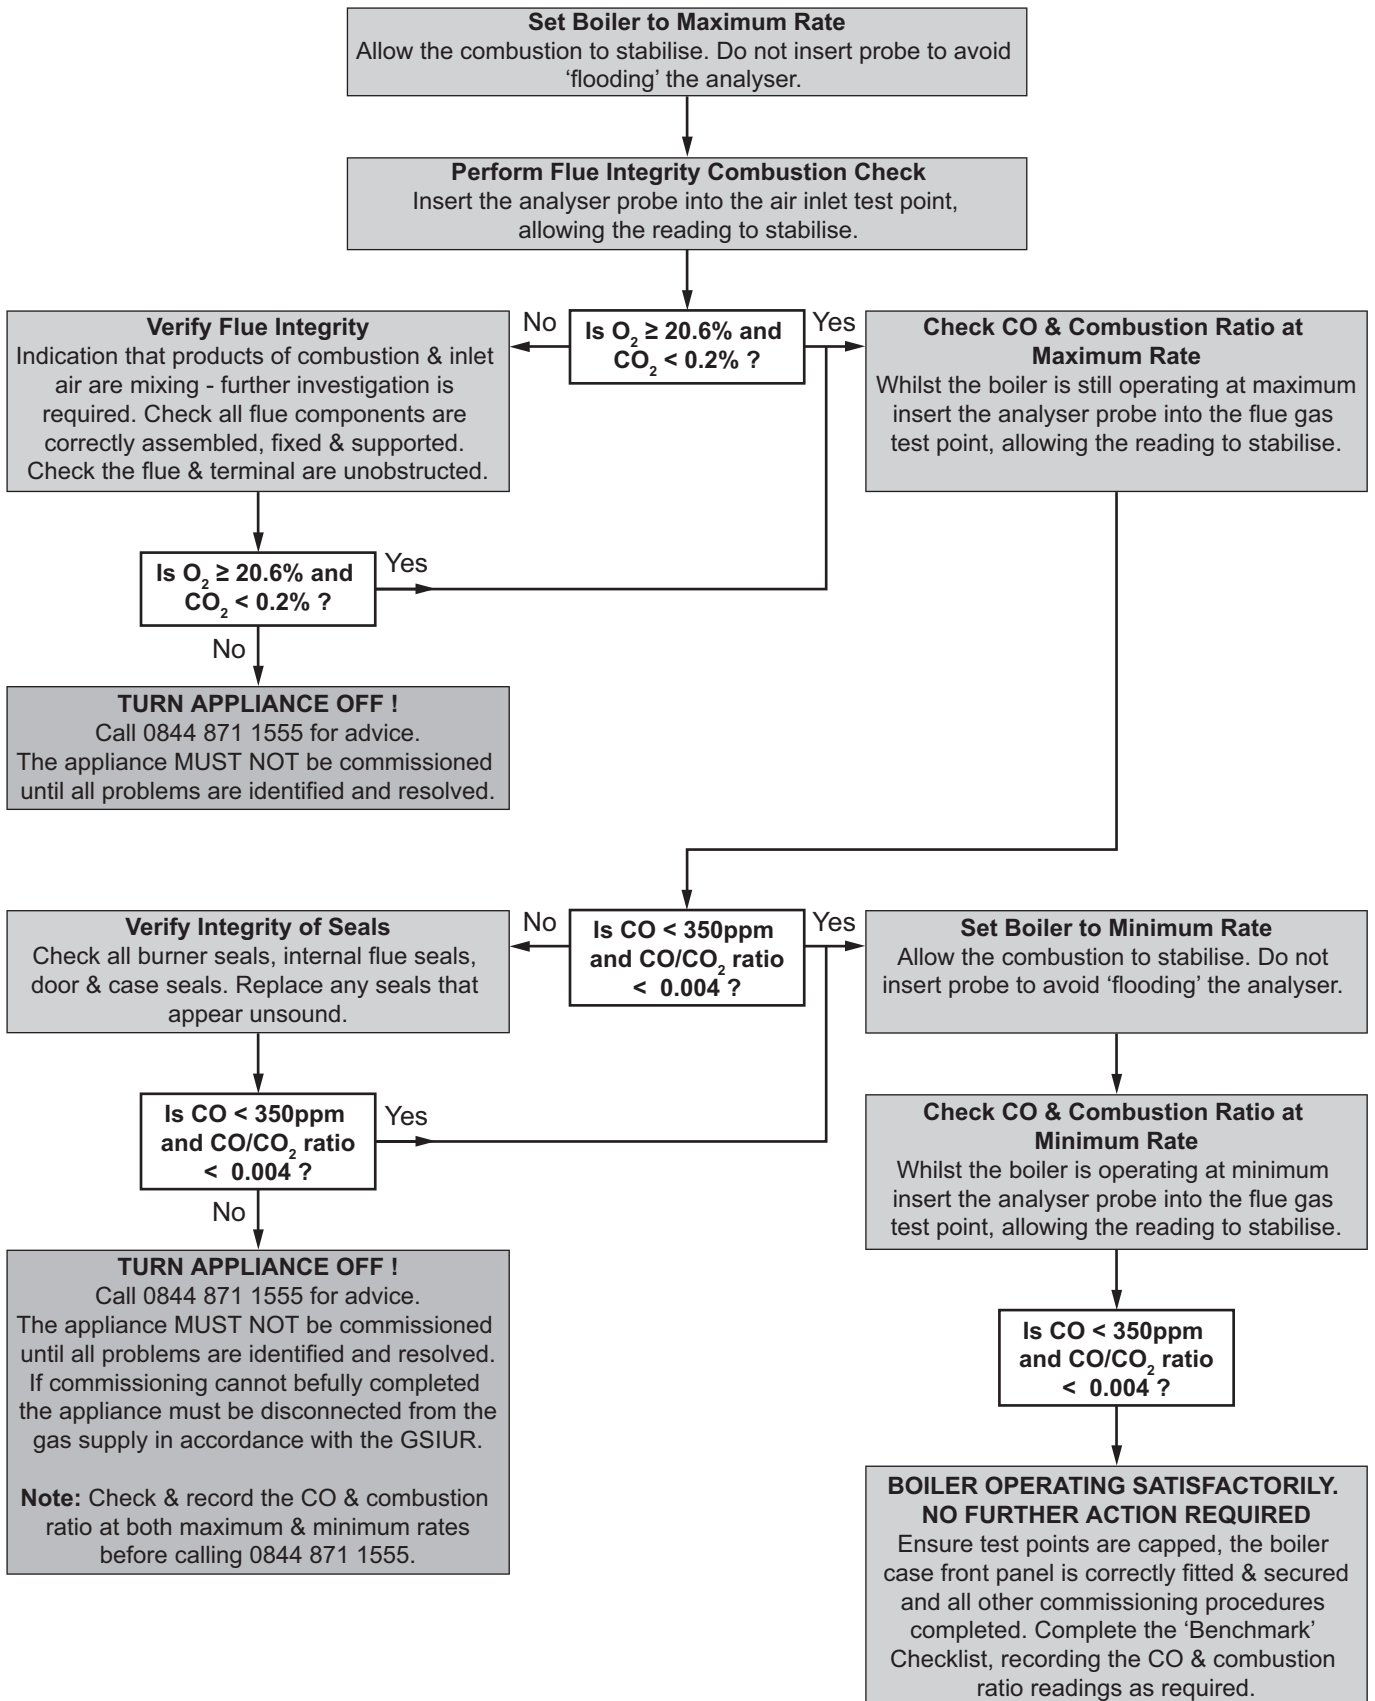 Set Boiler to Maximum Rate
Allow the combustion to stabilise. Do not insert probe to avoid
‘flooding’ the analyser.
Perform Flue Integrity Combustion Check
Insert the analyser probe into the air inlet test point,
allowing the reading to stabilise.
Verify Flue Integrity
Indication that products of combustion & inlet
air are mixing - further investigation is
required. Check all flue components are
correctly assembled, fixed & supported.
Check the flue & terminal are unobstructed.
No
Is O₂ ≥ 20.6% and
CO₂ < 0.2% ?
Yes
Check CO & Combustion Ratio at
Maximum Rate
Whilst the boiler is still operating at maximum
insert the analyser probe into the flue gas
test point, allowing the reading to stabilise.
Is O₂ ≥ 20.6% and
CO₂ < 0.2% ?
Yes
No
TURN APPLIANCE OFF !
Call 0844 871 1555 for advice.
The appliance MUST NOT be commissioned
until all problems are identified and resolved.
Verify Integrity of Seals
Check all burner seals, internal flue seals,
door & case seals. Replace any seals that
appear unsound.
No
Is CO < 350ppm
and CO/CO₂ ratio
< 0.004 ?
Yes
Set Boiler to Minimum Rate
Allow the combustion to stabilise. Do not
insert probe to avoid ‘flooding’ the analyser.
Is CO < 350ppm
and CO/CO₂ ratio
< 0.004 ?
Yes
No
Check CO & Combustion Ratio at
Minimum Rate
Whilst the boiler is operating at minimum
insert the analyser probe into the flue gas
test point, allowing the reading to stabilise.
TURN APPLIANCE OFF !
Call 0844 871 1555 for advice.
The appliance MUST NOT be commissioned
until all problems are identified and resolved.
If commissioning cannot befully completed
the appliance must be disconnected from the
gas supply in accordance with the GSIUR.
Note: Check & record the CO & combustion
ratio at both maximum & minimum rates
before calling 0844 871 1555.
Is CO < 350ppm
and CO/CO₂ ratio
< 0.004 ?
BOILER OPERATING SATISFACTORILY.
NO FURTHER ACTION REQUIRED
Ensure test points are capped, the boiler
case front panel is correctly fitted & secured
and all other commissioning procedures
completed. Complete the ‘Benchmark’
Checklist, recording the CO & combustion
ratio readings as required.